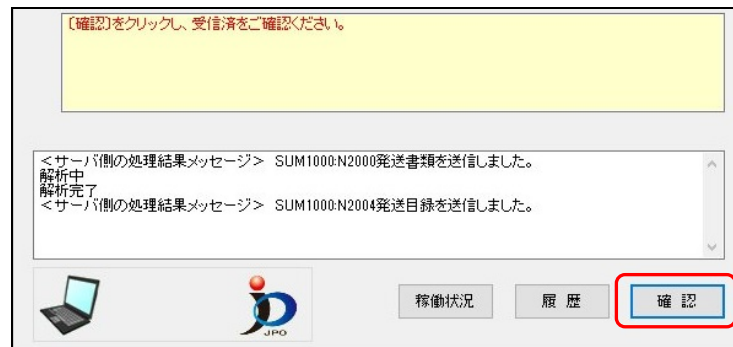 〔確認〕をクリックし、受信済をご確認ください。
＜サーバ側の処理結果メッセージ＞ SUM1000:N2000発送書類を送信しました。
解析中
解析完了
＜サーバ側の処理結果メッセージ＞ SUM1000:N2004発送目録を送信しました。
JPO
稼働状況 履 歴 確 認